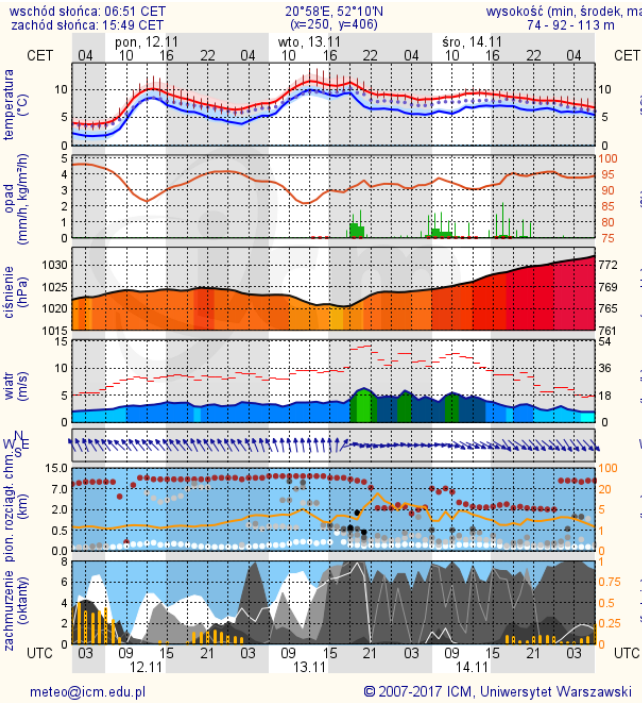 wschód słońca: 06:51 CET 20°58'E, 52°10'N wysokość (min, środek, ma
zachód słońca: 15:49 CET (x=250, y=406) 74 - 92 - 113 m
pon, 12.11 wto, 13.11 śro, 14.11
CET 04 10 16 22 04 10 16 22 04 10 16 22 04 CET
temperatura
(°C)
10
5
0
opad
(mm/h, kg/m²/h)
5 100
4 95
3 90
2 85
1 80
0 75
ciśnienie
(hPa)
1030 772
1025 769
1020 765
1015 761
wiatr
(m/s)
15 54
10 36
5 18
0 0
N
W E
S
pion. rozciągł. chm.
(km)
15.0 100
10.0 20
2.0 5
0.5 1
0.0 0
zachmurzenie
(oktanty)
8 1
6 0.75
4 0.5
2 0.25
0 0
UTC 03 09 15 21 03 09 15 21 03 09 15 21 03 UTC
12.11 13.11 14.11
meteo@icm.edu.pl © 2007-2017 ICM, Uniwersytet Warszawski